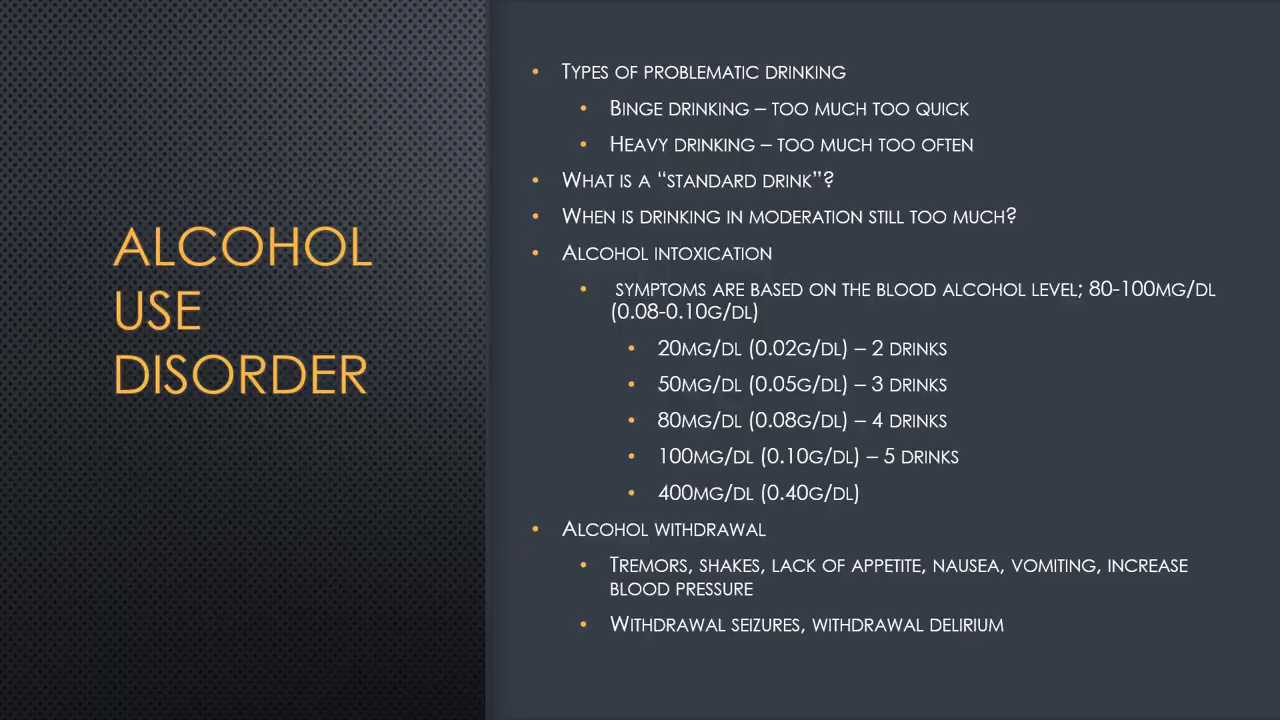 ALCOHOL
USE
DISORDER
• TYPES OF PROBLEMATIC DRINKING
• BINGE DRINKING – TOO MUCH TOO QUICK
• HEAVY DRINKING – TOO MUCH TOO OFTEN
• WHAT IS A “STANDARD DRINK”?
• WHEN IS DRINKING IN MODERATION STILL TOO MUCH?
• ALCOHOL INTOXICATION
• SYMPTOMS ARE BASED ON THE BLOOD ALCOHOL LEVEL; 80-100MG/DL
(0.08-0.10G/DL)
• 20MG/DL (0.02G/DL) – 2 DRINKS
• 50MG/DL (0.05G/DL) – 3 DRINKS
• 80MG/DL (0.08G/DL) – 4 DRINKS
• 100MG/DL (0.10G/DL) – 5 DRINKS
• 400MG/DL (0.40G/DL)
• ALCOHOL WITHDRAWAL
• TREMORS, SHAKES, LACK OF APPETITE, NAUSEA, VOMITING, INCREASE
BLOOD PRESSURE
• WITHDRAWAL SEIZURES, WITHDRAWAL DELIRIUM